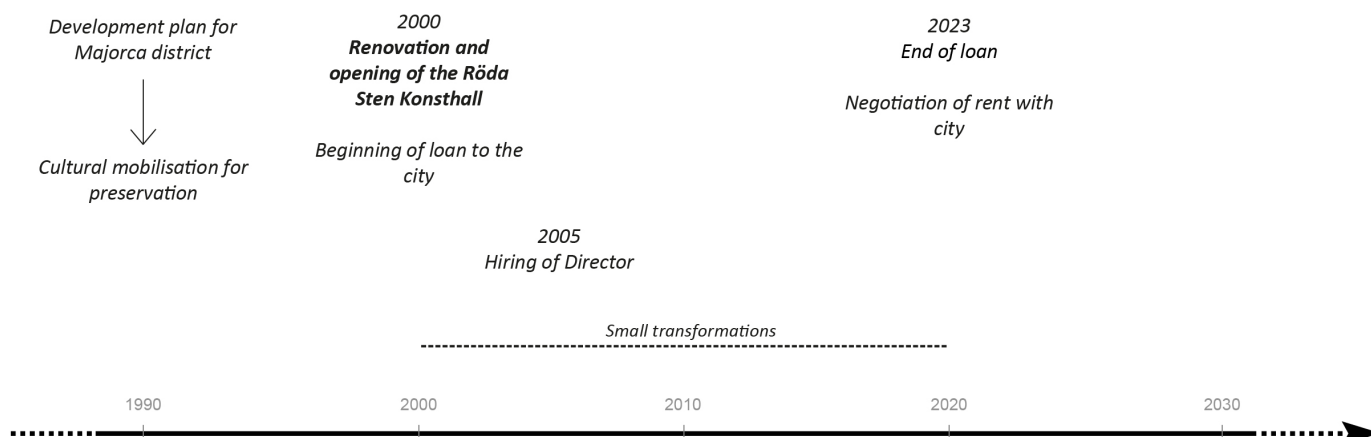 Development plan for
Majorca district
Cultural mobilisation for
preservation
2000
Renovation and
opening of the Röda
Sten Konsthall
Beginning of loan to the
city
2005
Hiring of Director
2023
End of loan
Negotiation of rent with
city
Small transformations
1990
2000
2010
2020
2030